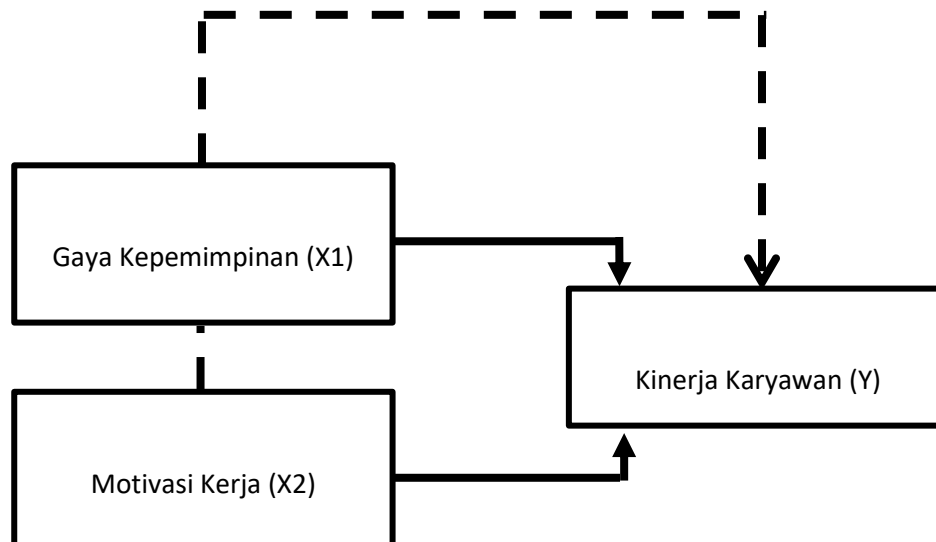 Gaya Kepemimpinan (X1)
Kinerja Karyawan (Y)
Motivasi Kerja (X2)